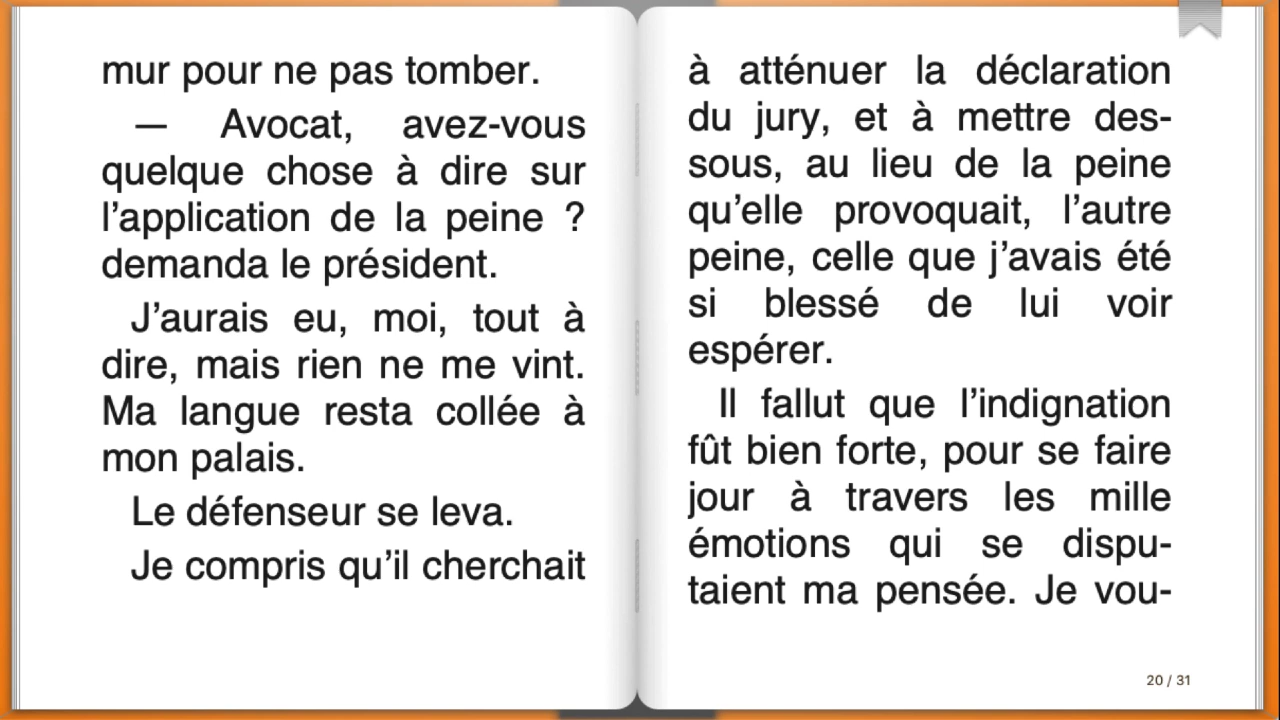 mur pour ne pas tomber.
— Avocat, avez-vous
quelque chose à dire sur
l’application de la peine ?
demanda le président.
J’aurais eu, moi, tout à
dire, mais rien ne me vint.
Ma langue resta collée à
mon palais.
Le défenseur se leva.
Je compris qu’il cherchait
à atténuer la déclaration
du jury, et à mettre des-
sous, au lieu de la peine
qu’elle provoquait, l’autre
peine, celle que j’avais été
si blessé de lui voir
espérer.
Il fallut que l’indignation
fût bien forte, pour se faire
jour à travers les mille
émotions qui se dispu-
taient ma pensée. Je vou-
20 / 31